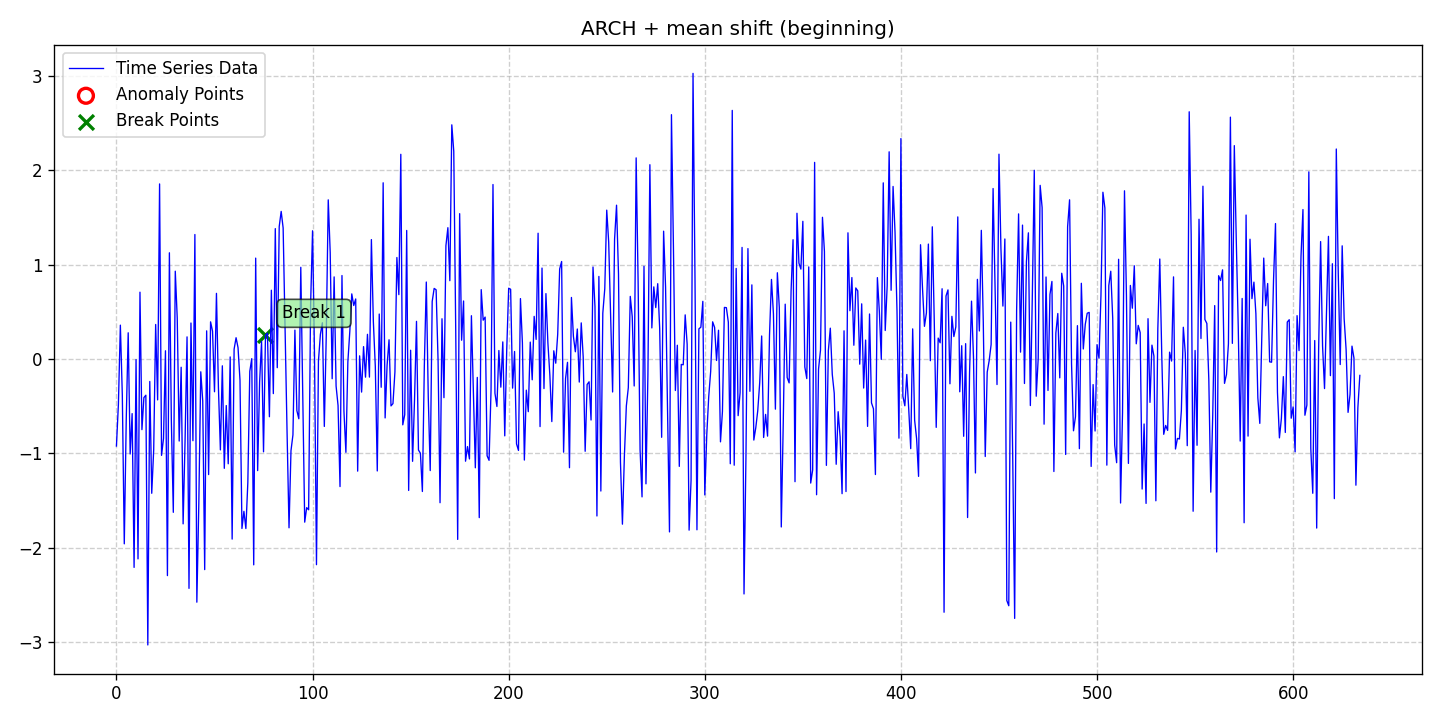 ARCH + mean shift (beginning)
Time Series Data
Anomaly Points
Break Points
Break 1
3
2
1
0
−1
−2
−3
0
100
200
300
400
500
600